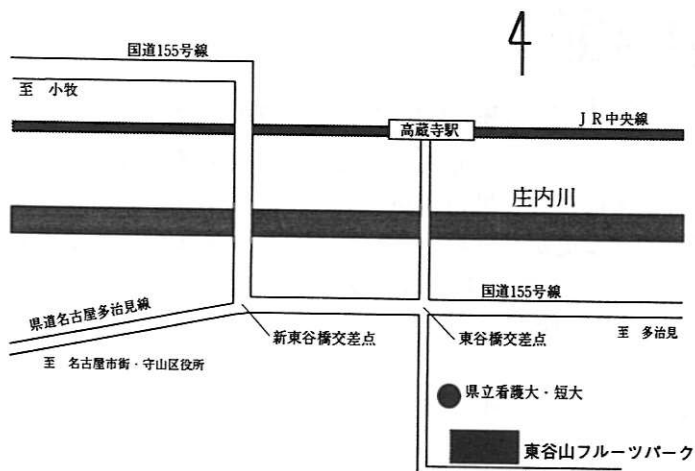 国道155号線
至 小牧
高蔵寺駅
JR中央線
庄内川
県道名古屋多治見線
国道155号線
新東谷橋交差点
東谷橋交差点
至 多治見
至 名古屋市街・守山区役所
県立看護大・短大
東谷山フルーツパーク